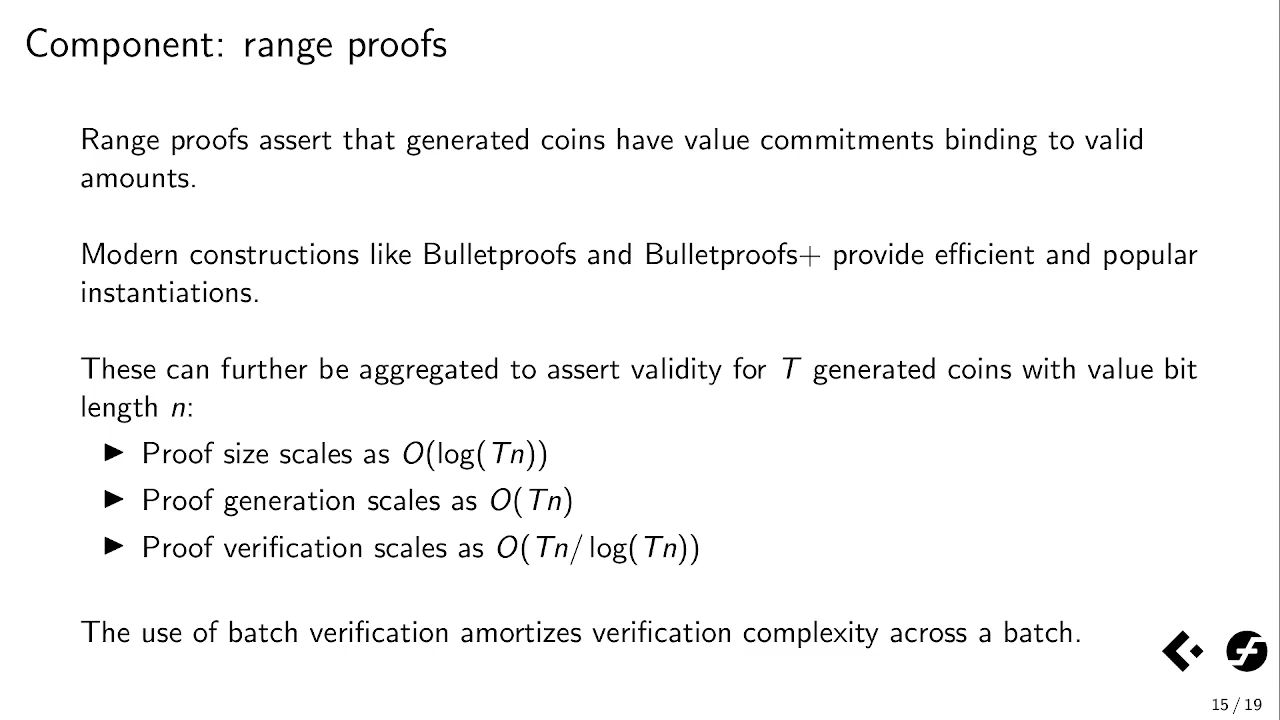 Component: range proofs
Range proofs assert that generated coins have value commitments binding to valid
amounts.
Modern constructions like Bulletproofs and Bulletproofs+ provide efficient and popular
instantiations.
These can further be aggregated to assert validity for T generated coins with value bit
length n:
▶ Proof size scales as O(log(Tn))
▶ Proof generation scales as O(Tn)
▶ Proof verification scales as O(Tn/ log(Tn))
The use of batch verification amortizes verification complexity across a batch.
15 / 19